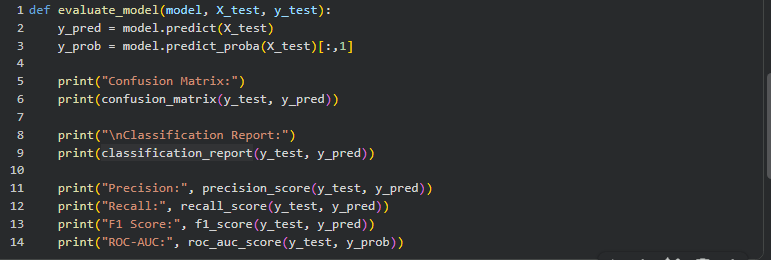 1 def evaluate_model(model, X_test, y_test):
2     y_pred = model.predict(X_test)
3     y_prob = model.predict_proba(X_test)[:,1]
4
5     print("Confusion Matrix:")
6     print(confusion_matrix(y_test, y_pred))
7
8     print("\nClassification Report:")
9     print(classification_report(y_test, y_pred))
10
11     print("Precision:", precision_score(y_test, y_pred))
12     print("Recall:", recall_score(y_test, y_pred))
13     print("F1 Score:", f1_score(y_test, y_pred))
14     print("ROC-AUC:", roc_auc_score(y_test, y_prob))